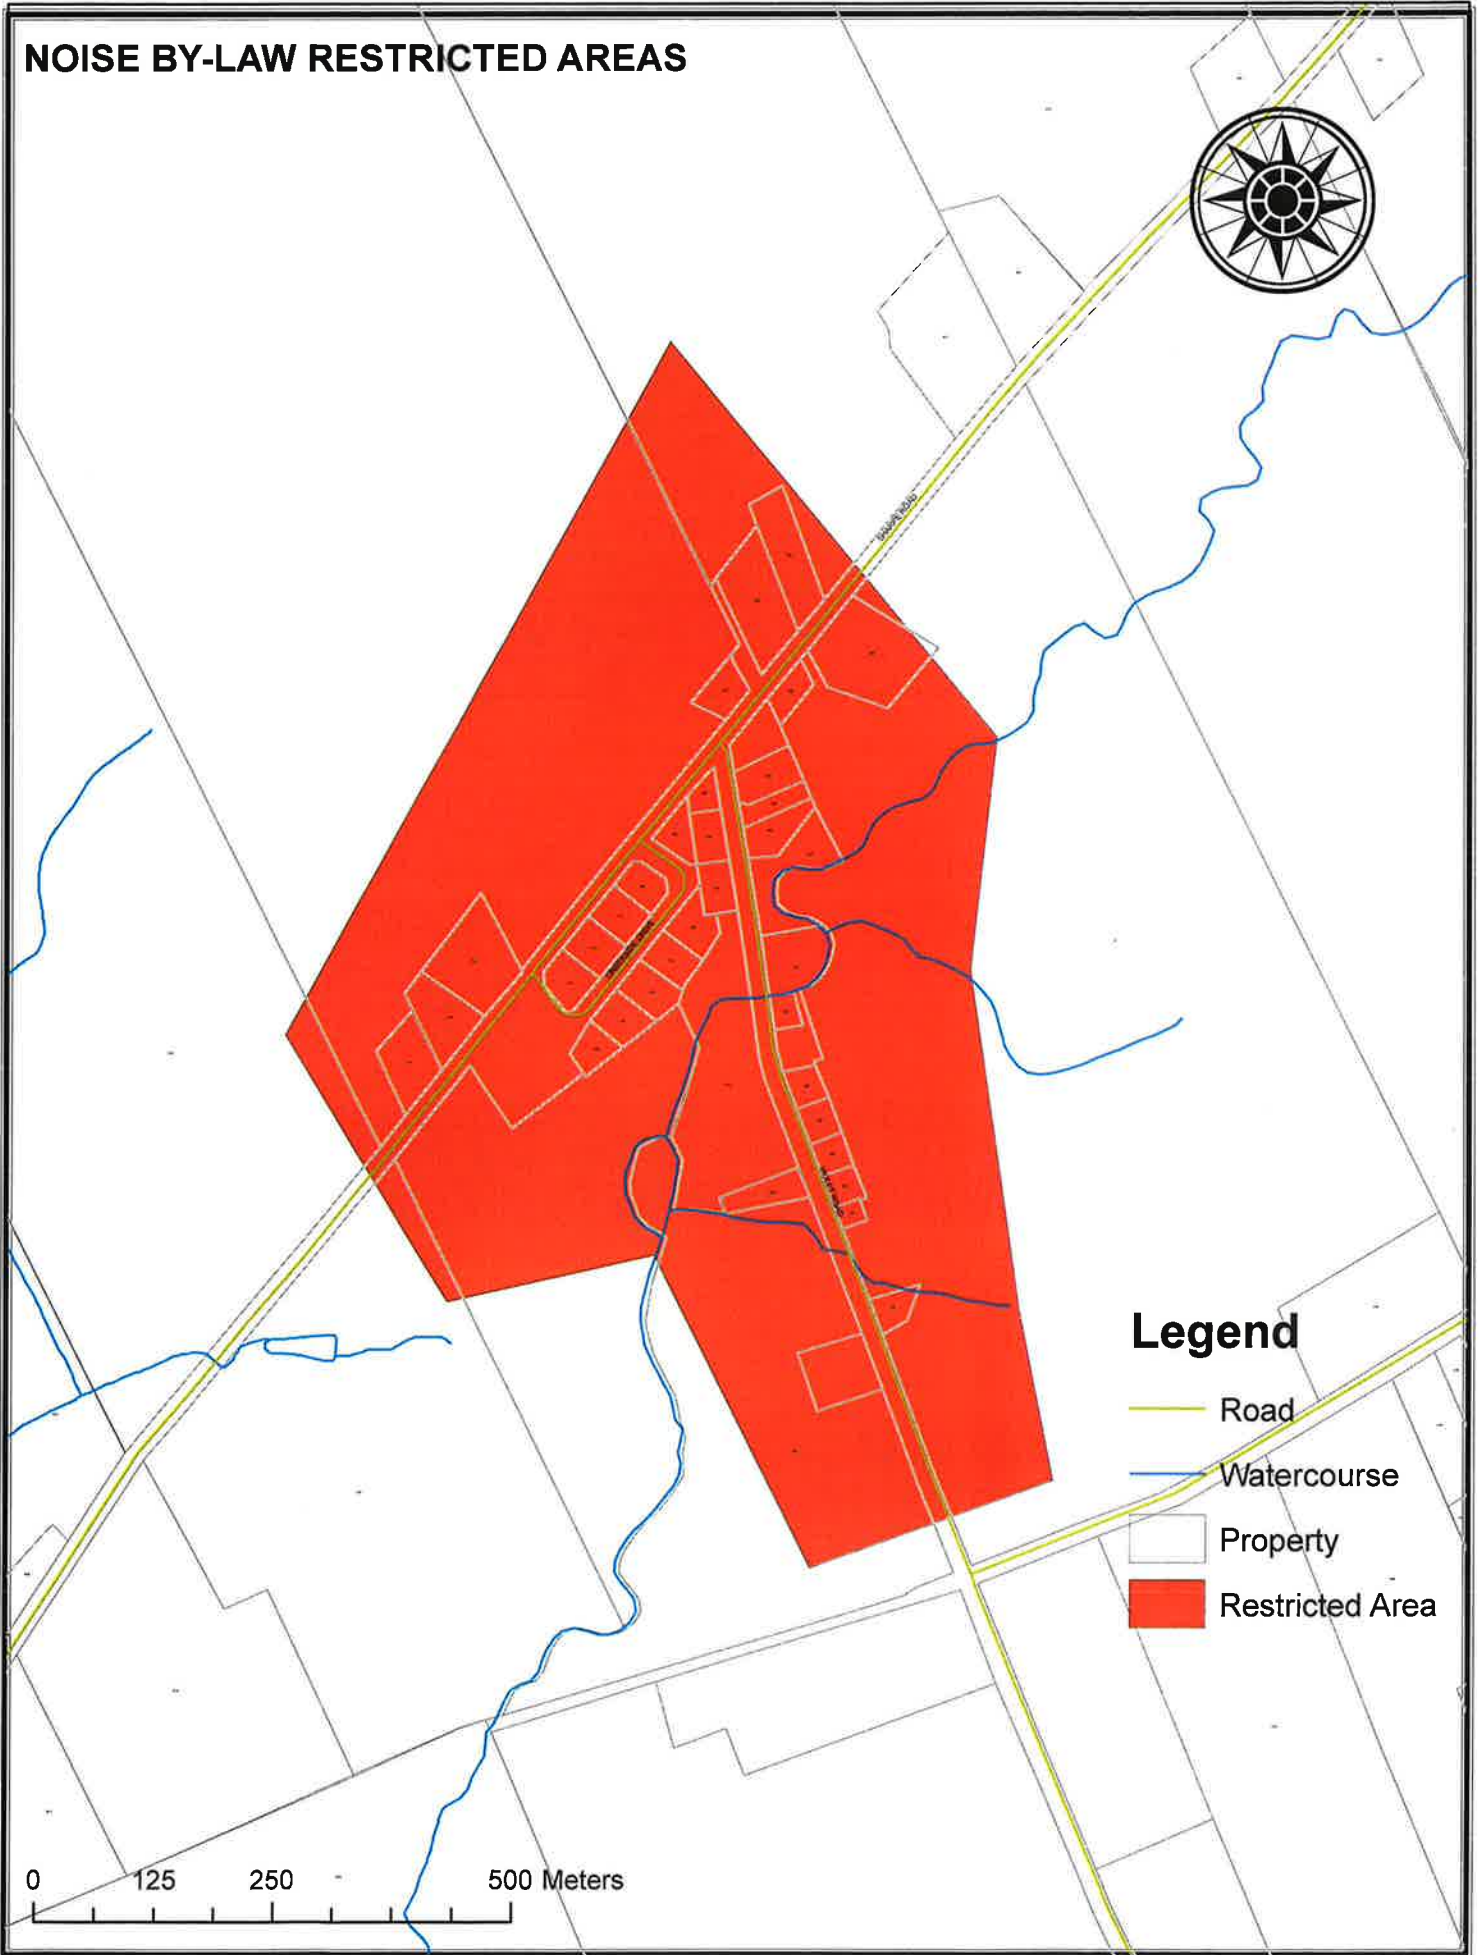 NOISE BY-LAW RESTRICTED AREAS
Legend
Road
Watercourse
Property
Restricted Area
0 125 250 500 Meters